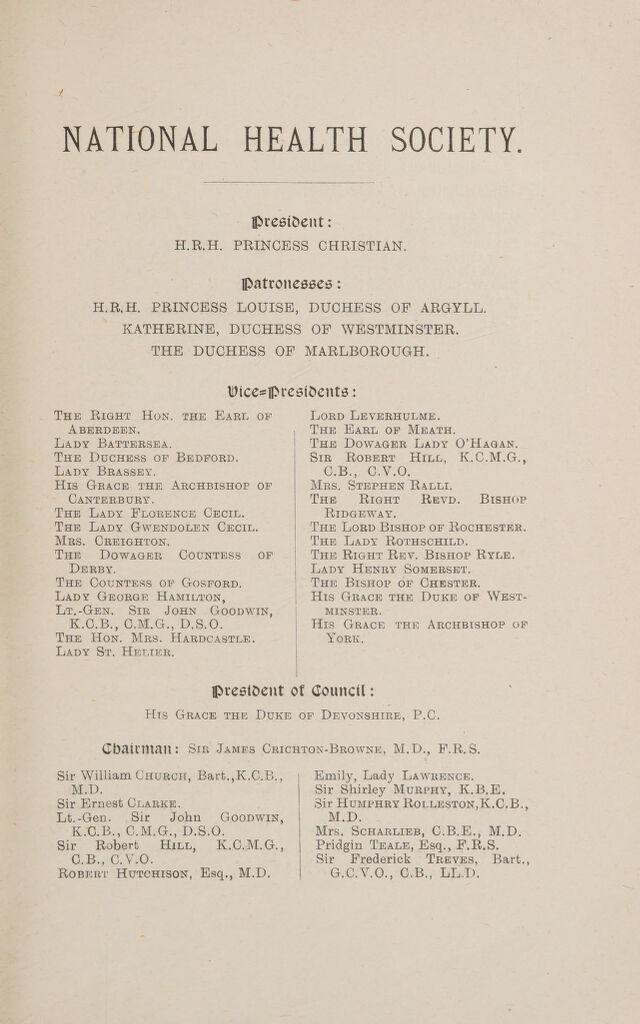 NATIONAL HEALTH SOCIETY.
President:
H.R.H. PRINCESS CHRISTIAN.
Patronesses:
H.R.H. PRINCESS LOUISE, DUCHESS OF ARGYLL.
KATHERINE, DUCHESS OF WESTMINSTER.
THE DUCHESS OF MARLBOROUGH.
Vice=Presidents:
THE RIGHT HON. THE EARL OF
ABERDEEN.
LADY BATTERSEA.
THE DUCHESS OF BEDFORD.
LADY BRASSEY.
HIS GRACE THE ARCHBISHOP OF
CANTERBURY.
THE LADY FLORENCE CECIL.
THE LADY GWENDOLEN CECIL.
MRS. CREIGHTON.
THE DOWAGER COUNTESS OF
DERBY.
THE COUNTESS OF GOSFORD.
LADY GEORGE HAMILTON,
LT.-GEN. SIR JOHN GOODWIN,
K.C.B., C.M.G., D.S.O.
THE HON. MRS. HARDCASTLE.
LADY ST. HELIER.
LORD LEVERHULME.
THE EARL OF MEATH.
THE DOWAGER LADY O'HAGAN.
SIR ROBERT HILL, K.C.M.G.,
C.B., C.V.O.
MRS. STEPHEN RALLI.
THE RIGHT REVD. BISHOP
RIDGEWAY.
THE LORD BISHOP OF ROCHESTER.
THE LADY ROTHSCHILD.
THE RIGHT REV. BISHOP RYLE.
LADY HENRY SOMERSET.
THE BISHOP OF CHESTER.
HIS GRACE THE DUKE OF WEST-
MINSTER.
HIS GRACE THE ARCHBISHOP OF
YORK.
President of Council:
HIS GRACE THE DUKE OF DEVONSHIRE, P.C.
Chairman: SIR JAMES CRICHTON-BROWNE, M.D., F.R.S.
Sir William CHURCH, Bart.,K.C.B.,
M.D.
Sir Ernest CLARKE.
Lt.-Gen. Sir John GOODWIN,
K.C.B., C.M.G., D.S.O.
Sir Robert HILL, K.C.M.G.,
C.B., C.V.O.
ROBERT HUTCHISON, Esq., M.D.
Emily, Lady LAWRENCE.
Sir Shirley MURPHY, K.B.E.
Sir HUMPHRY ROLLESTON,K.C.B.,
M.D.
Mrs. SCHARLIEB, C.B.E., M.D.
Pridgin TEALE, Esq., F.R.S.
Sir Frederick TREVES, Bart.,
G.C.V.O., C.B., LL.D.